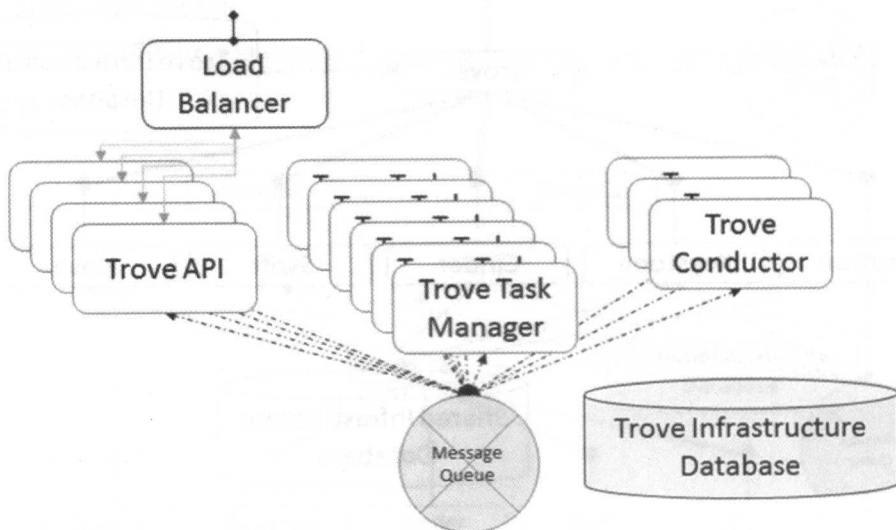 Load
Balancer
Trove API
Trove Task
Manager
Trove
Conductor
Message
Queue
Trove Infrastructure
Database